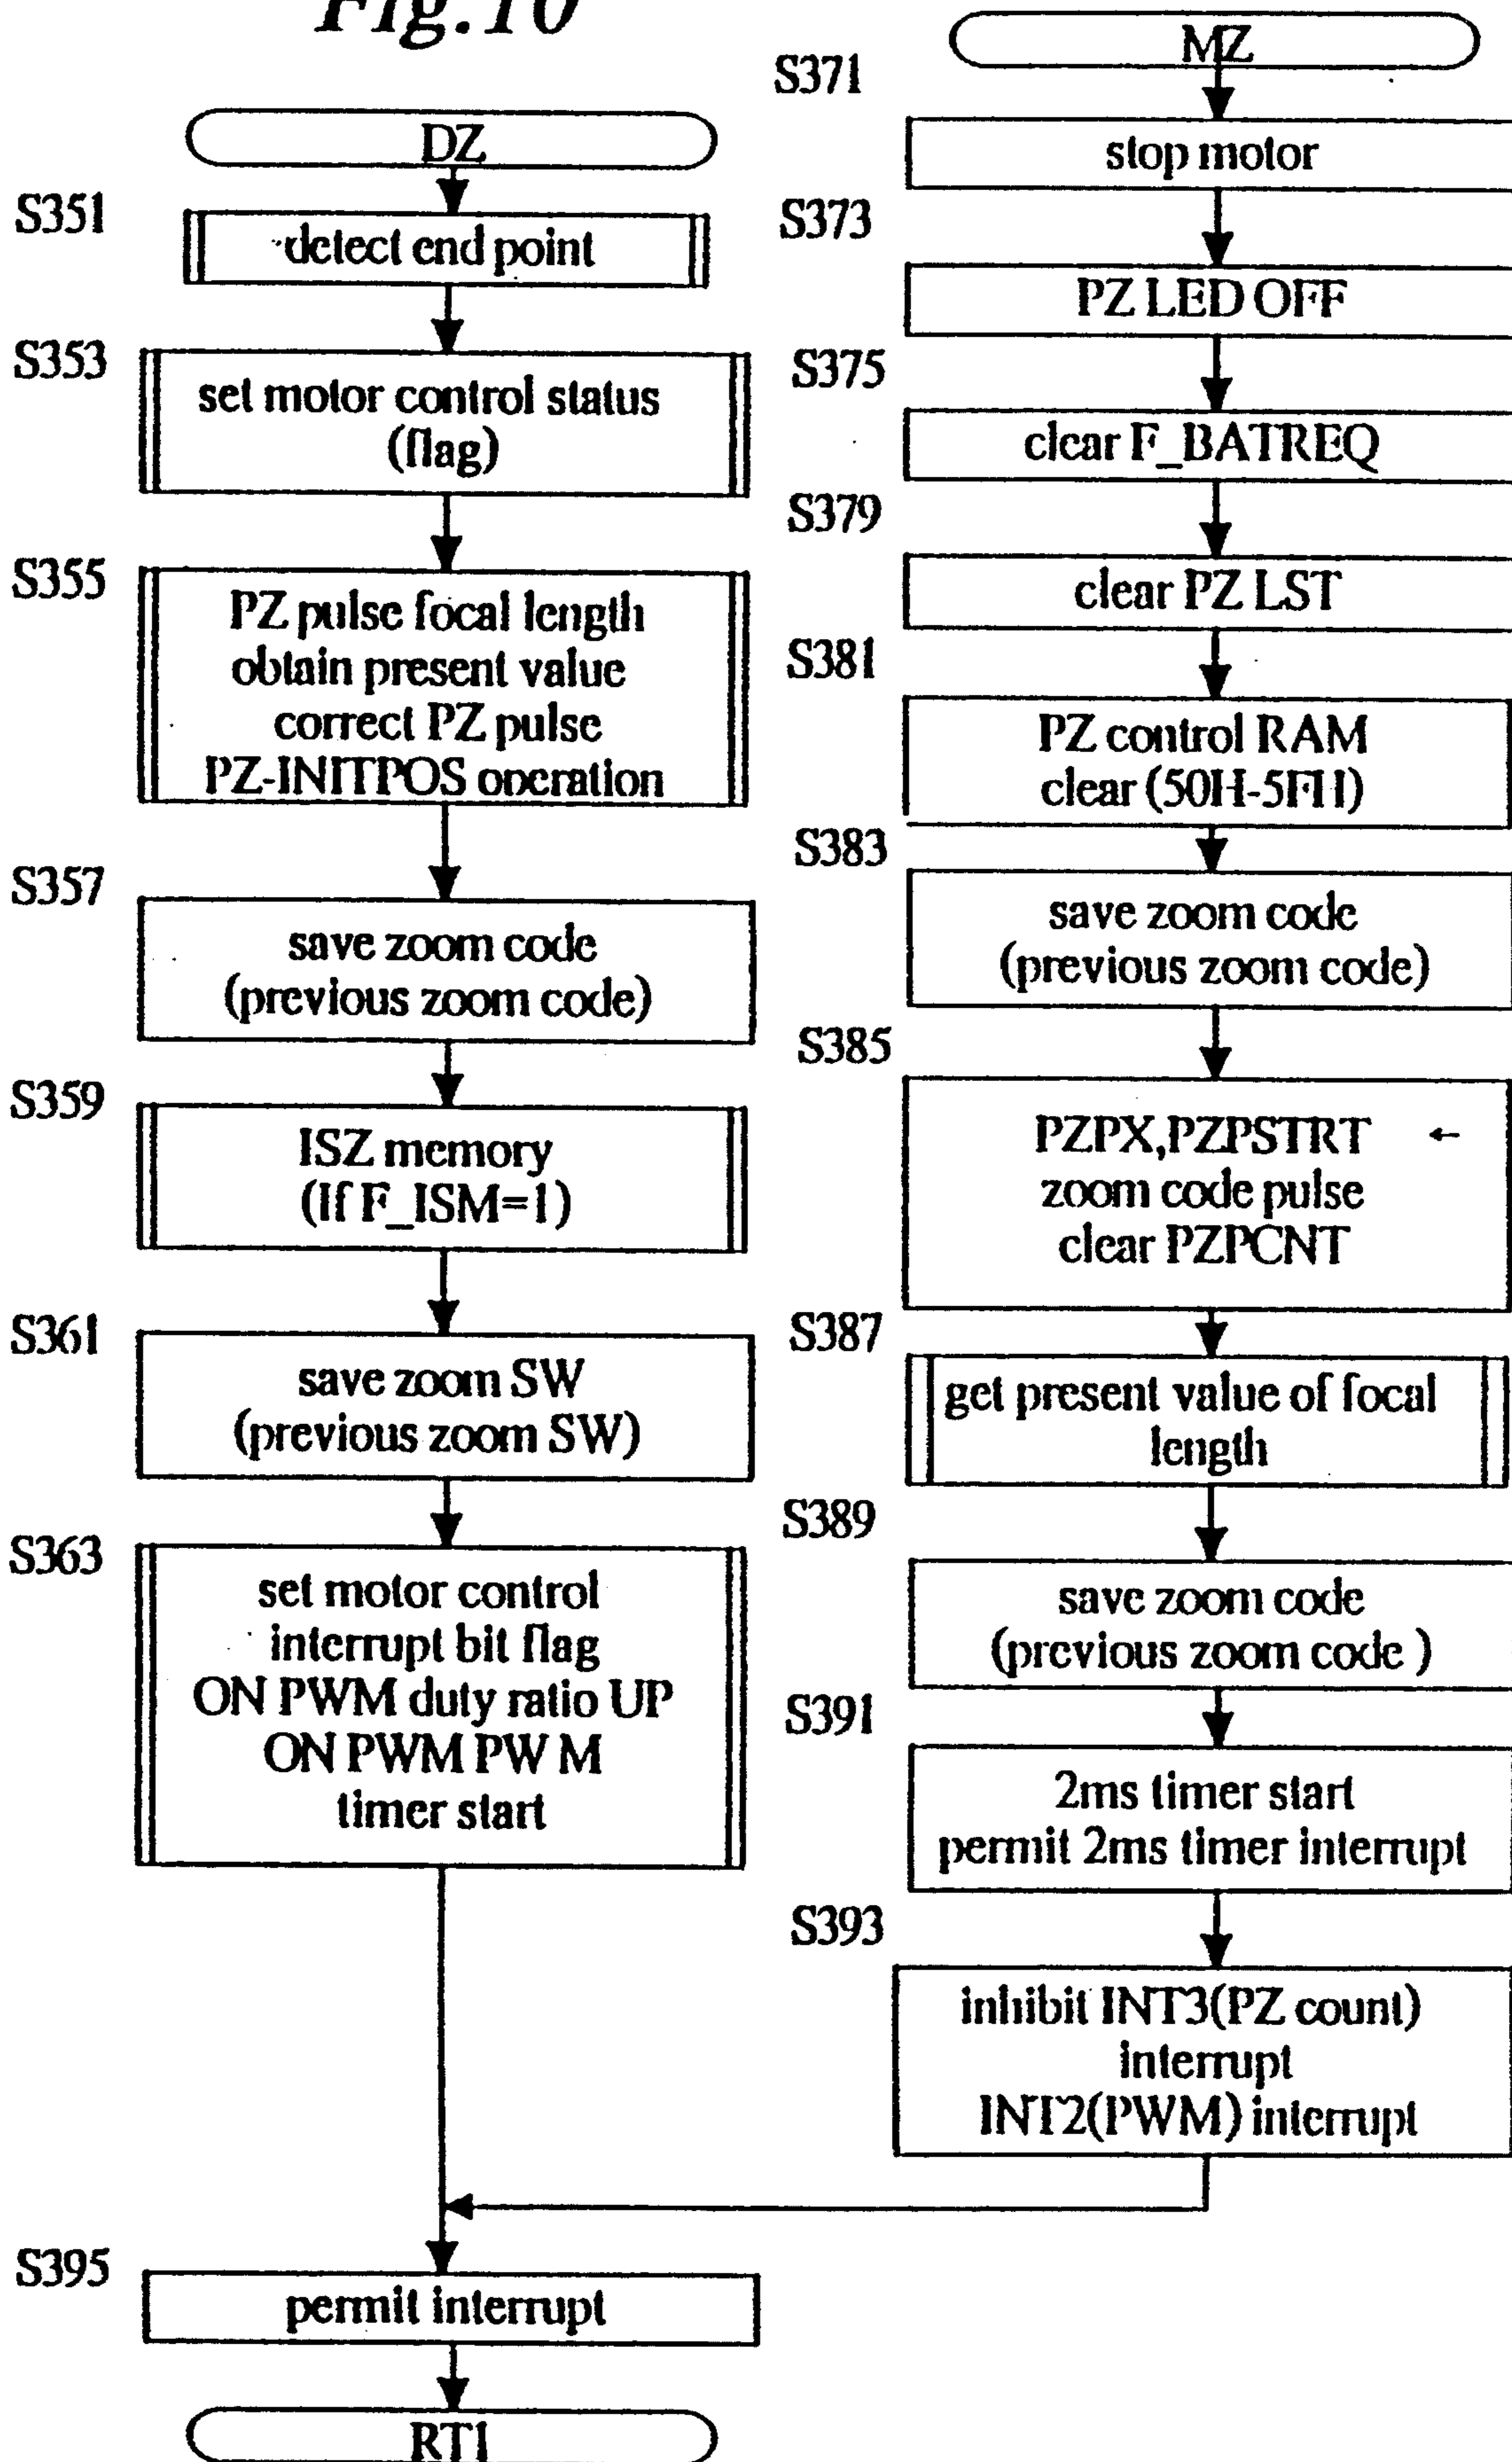 Fig.10
DZ
S351
detect end point
S353
set motor control status
(flag)
S355
PZ pulse focal length
obtain present value
correct PZ pulse
PZ-INITPOS operation
S357
save zoom code
(previous zoom code)
S359
ISZ memory
(If F_ISM=1)
S361
save zoom SW
(previous zoom SW)
S363
set motor control
interrupt bit flag
ON PWM duty ratio UP
ON PWM PW M
timer start
MZ
S371
stop motor
S373
PZ LED OFF
S375
clear F_BATREQ
S379
clear PZ LST
S381
PZ control RAM
clear (50H-5FH)
S383
save zoom code
(previous zoom code)
S385
PZPX,PZPSTRT ←
zoom code pulse
clear PZPCNT
S387
get present value of focal
length
S389
save zoom code
(previous zoom code )
S391
2ms timer start
permit 2ms timer interrupt
S393
inhibit INT3(PZ count)
interrupt
INT2(PWM) interrupt
S395
permit interrupt
RTI